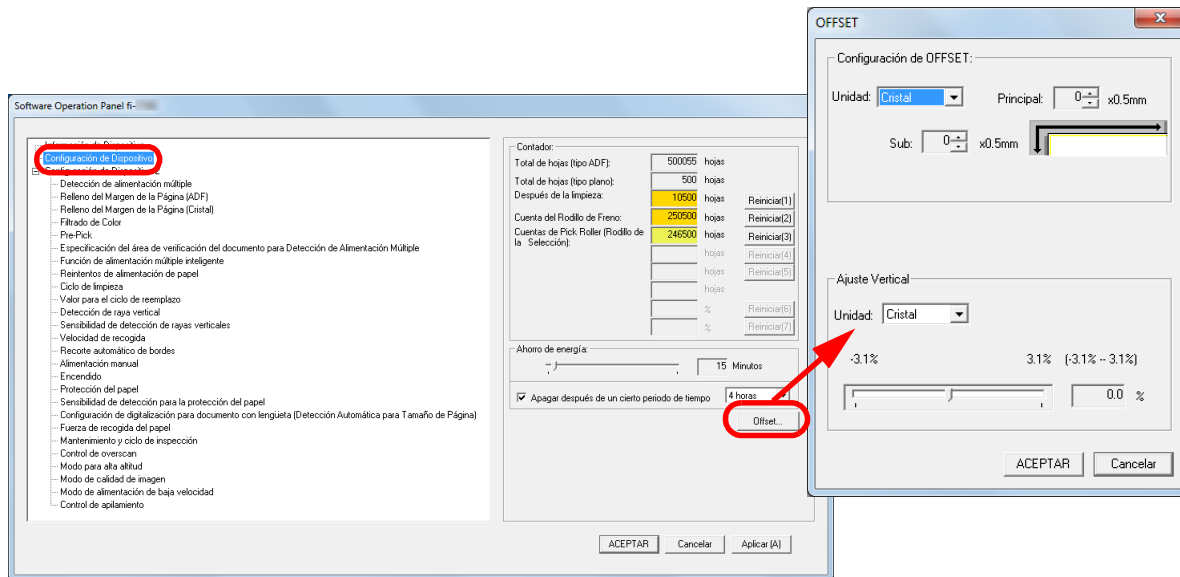 Software Operation Panel fi-
Configuración de Dispositivo
Detección de alimentación múltiple
Relleno del Margen de la Página (ADF)
Relleno del Margen de la Página (Cristal)
Filtrado de Color
Pre-Pick
Especificación del área de verificación del documento para Detección de Alimentación Múltiple
Función de alimentación múltiple inteligente
Reintentos de alimentación de papel
Ciclo de limpieza
Valor para el ciclo de reemplazo
Detección de raya vertical
Sensibilidad de detección de rayas verticales
Velocidad de recogida
Recorte automático de bordes
Alimentación manual
Encendido
Protección del papel
Sensibilidad de detección para la protección del papel
Configuración de digitalización para documento con lengüeta (Detección Automática para Tamaño de Página)
Fuerza de recogida del papel
Mantenimiento y ciclo de inspección
Control de overscan
Modo para alta altitud
Modo de calidad de imagen
Modo de alimentación de baja velocidad
Control de apilamiento
Contador:
Total de hojas (tipo ADF): 500055 hojas
Total de hojas (tipo plano): 500 hojas
Después de la limpieza: 10500 hojas Reiniciar(1)
Cuenta del Rodillo de Freno: 250500 hojas Reiniciar(2)
Cuentas de Pick Roller (Rodillo de 246500 hojas Reiniciar(3)
la Selección):
hojas Reiniciar(4)
hojas Reiniciar(5)
hojas
% Reiniciar(6)
% Reiniciar(7)
Ahorro de energía:
15 Minutos
Apagar después de un cierto periodo de tiempo 4 horas
Offset...
ACEPTAR Cancelar Aplicar (A)
OFFSET
Configuración de OFFSET:
Unidad: Cristal Principal: 0 x0.5mm
Sub: 0 x0.5mm
Ajuste Vertical
Unidad: Cristal
-3.1% 3.1% (-3.1% -- 3.1%)
0.0 %
ACEPTAR Cancelar